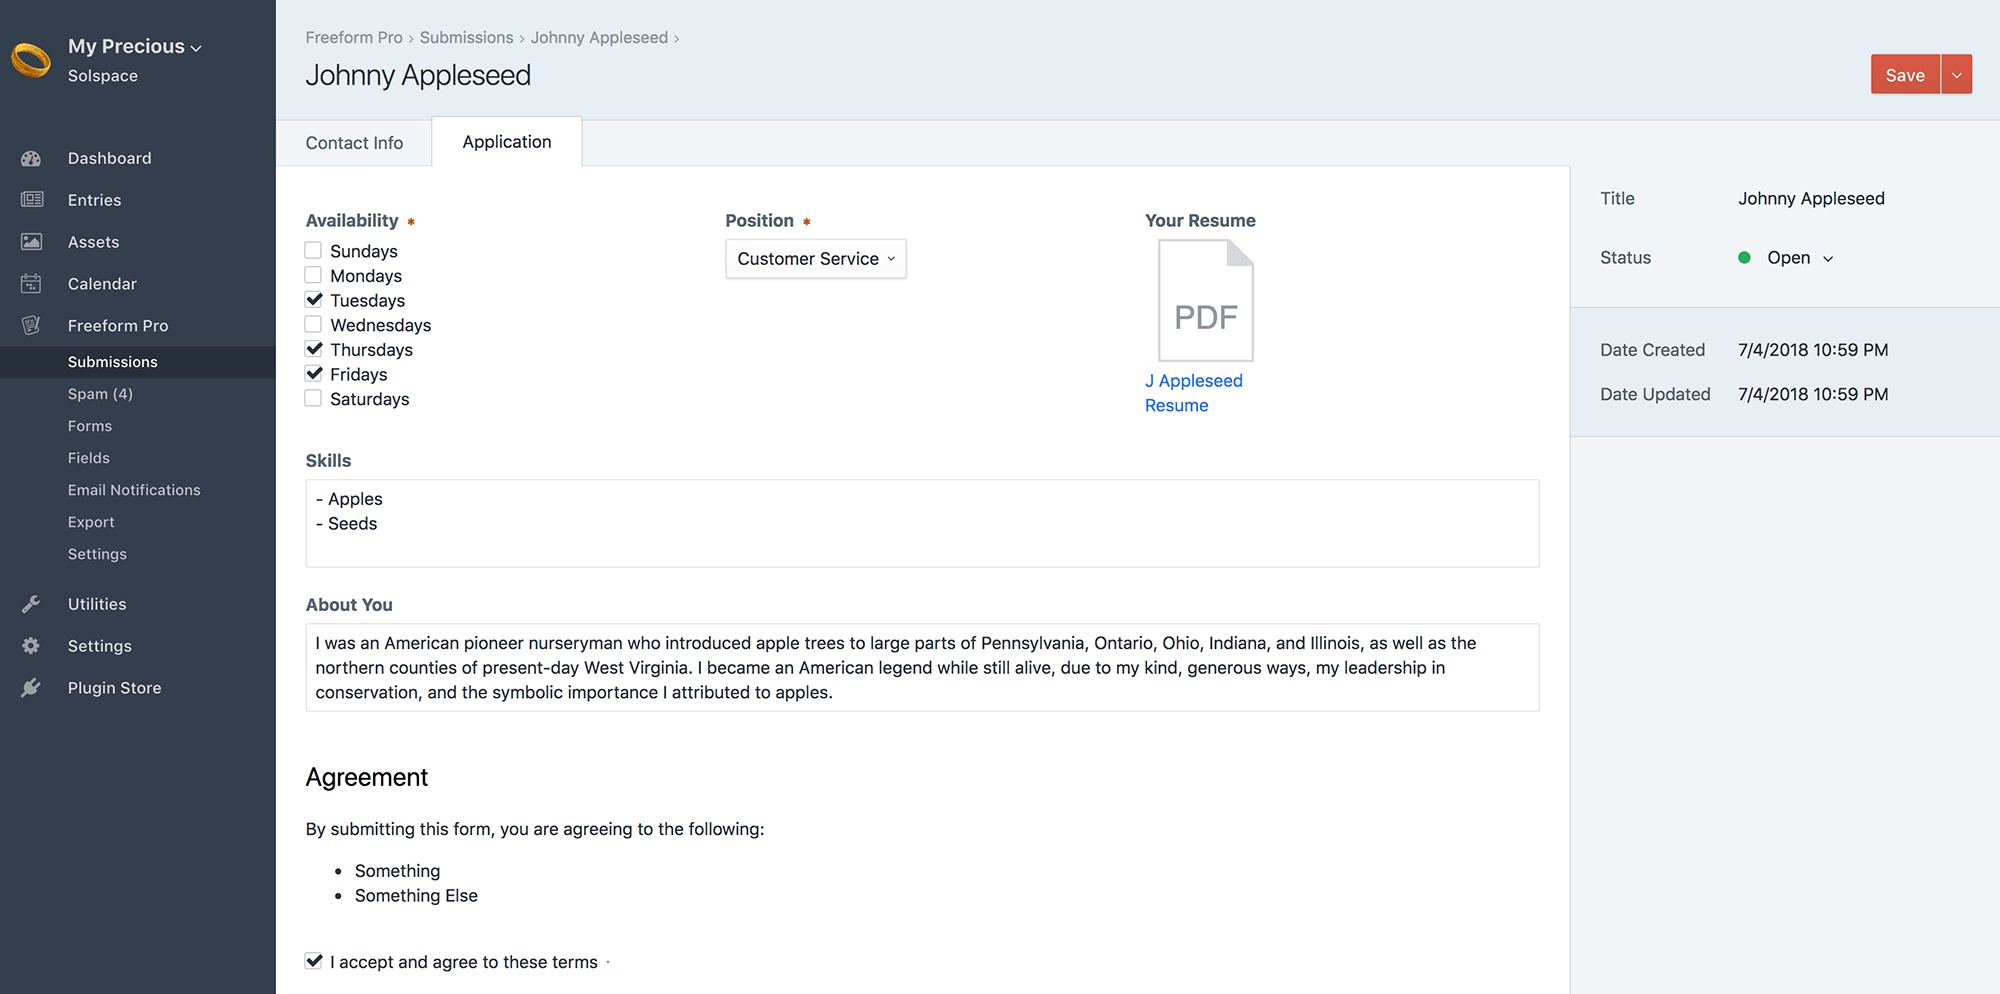 My Precious
Solspace
Dashboard
Entries
Assets
Calendar
Freeform Pro
Submissions
Spam (4)
Forms
Fields
Email Notifications
Export
Settings
Utilities
Settings
Plugin Store
Freeform Pro › Submissions › Johnny Appleseed ›
Johnny Appleseed
Save
Contact Info
Application
Availability *
Sundays
Mondays
Tuesdays
Wednesdays
Thursdays
Fridays
Saturdays
Position *
Customer Service
Your Resume
PDF
J Appleseed
Resume
Skills
- Apples
- Seeds
About You
I was an American pioneer nurseryman who introduced apple trees to large parts of Pennsylvania, Ontario, Ohio, Indiana, and Illinois, as well as the
northern counties of present-day West Virginia. I became an American legend while still alive, due to my kind, generous ways, my leadership in
conservation, and the symbolic importance I attributed to apples.
Agreement
By submitting this form, you are agreeing to the following:
• Something
• Something Else
I accept and agree to these terms
Title Johnny Appleseed
Status Open
Date Created 7/4/2018 10:59 PM
Date Updated 7/4/2018 10:59 PM